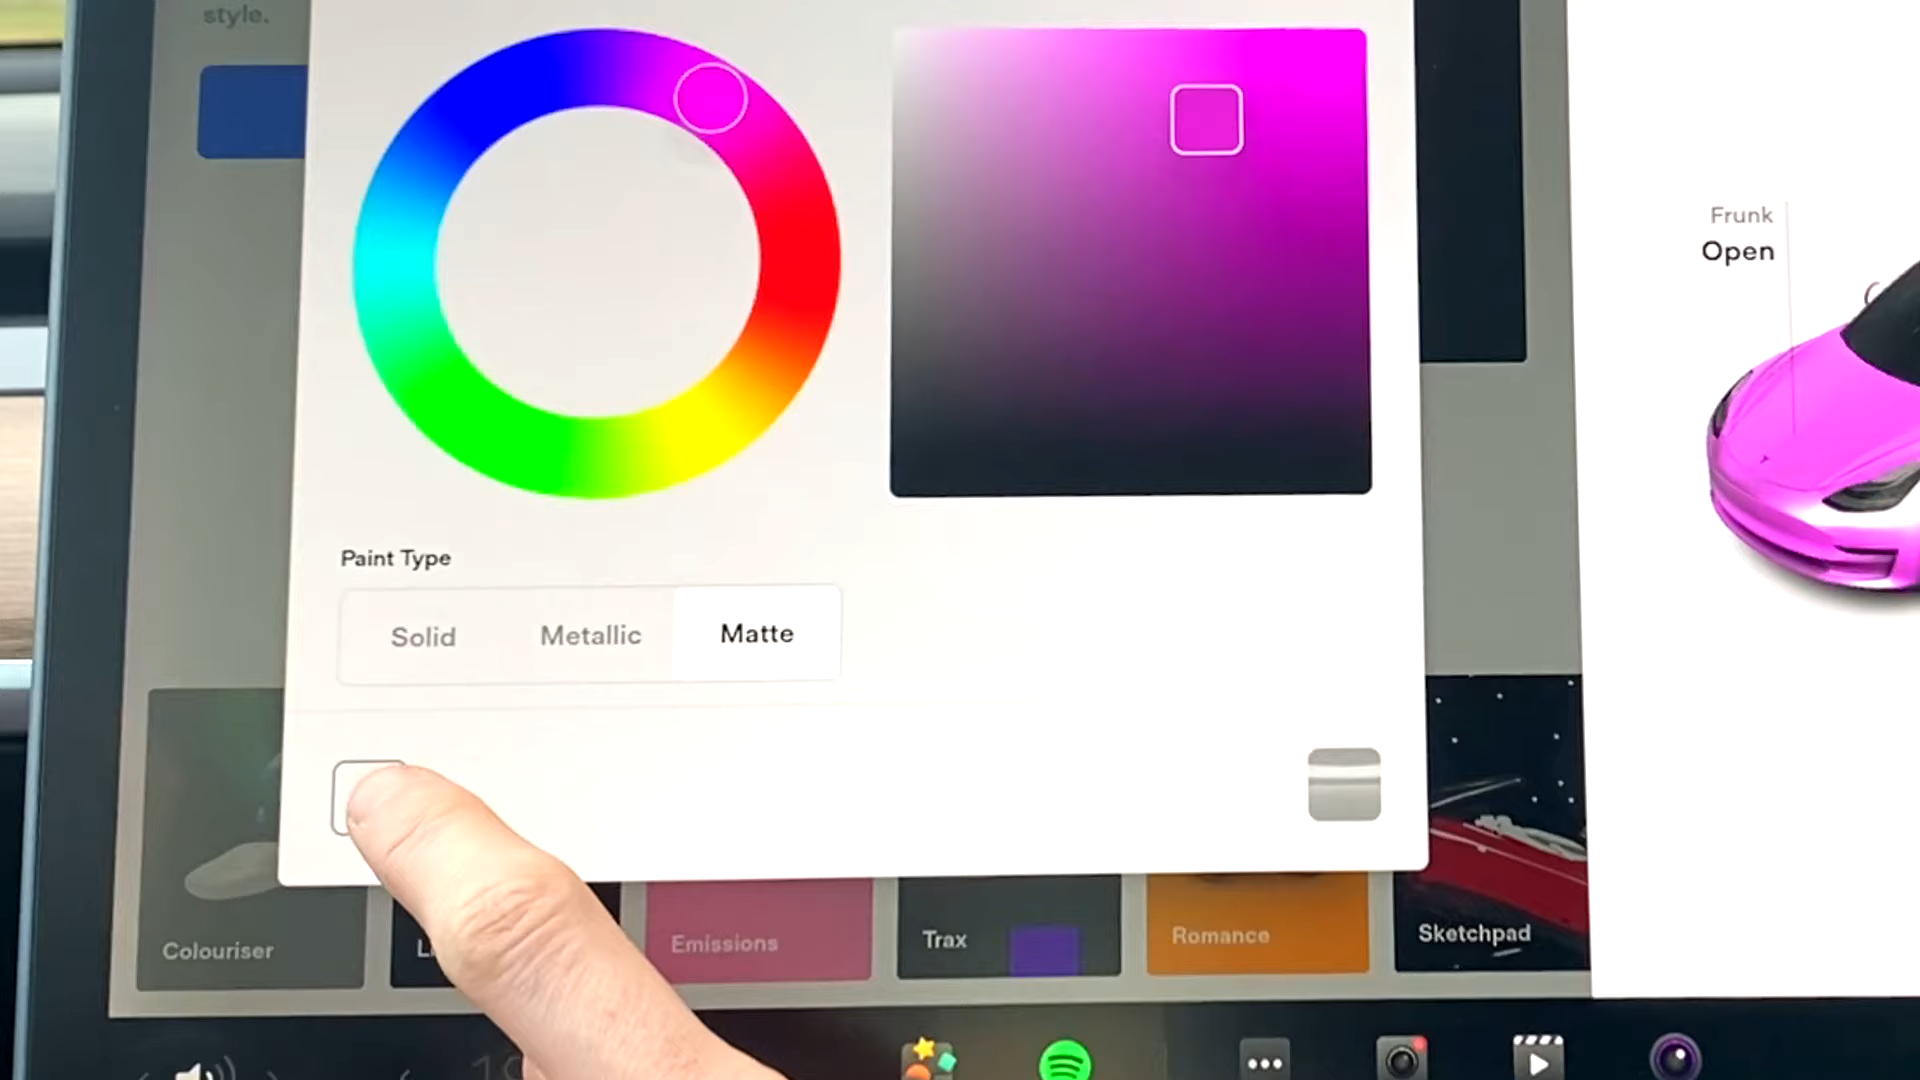 style.
Frunk
Open
Paint Type
Solid Metallic Matte
Colouriser
Emissions
Trax
Romance
Sketchpad